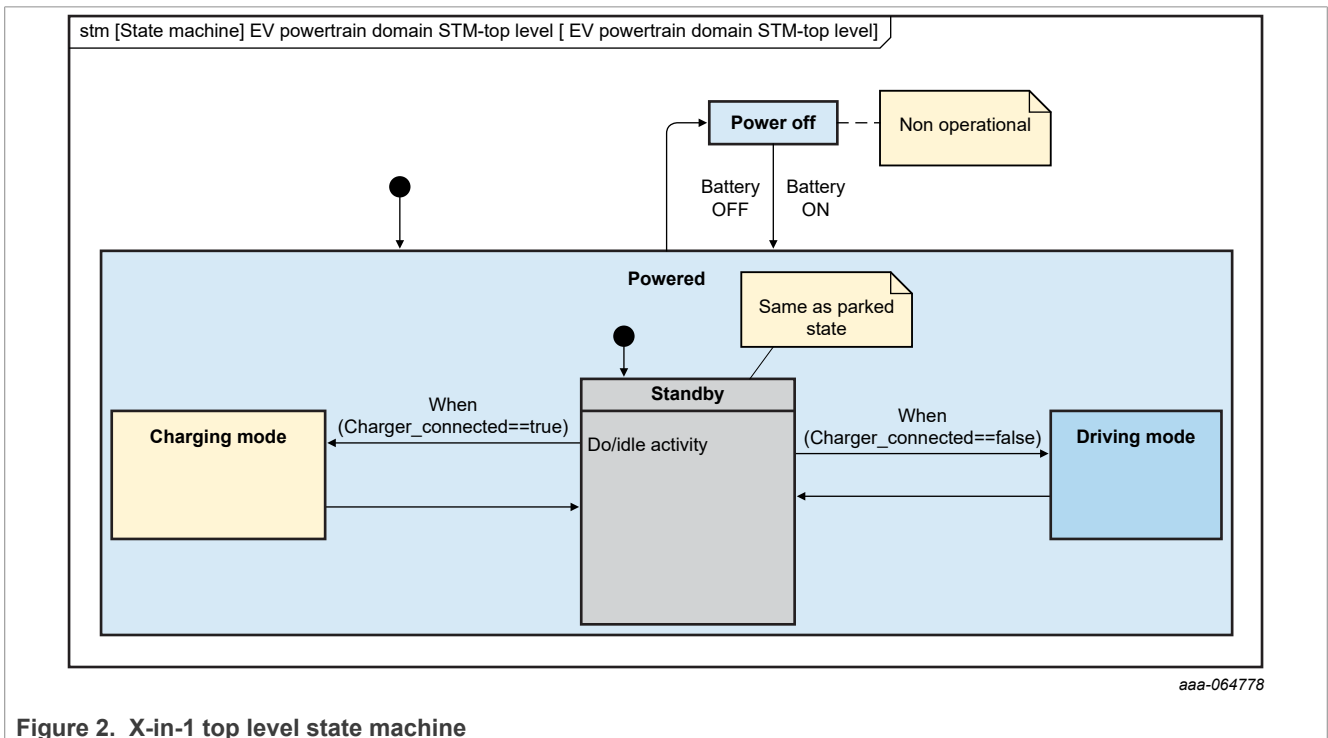 stm [State machine] EV powertrain domain STM-top level [ EV powertrain domain STM-top level]
Power off
Non operational
Battery
OFF
Battery
ON
Powered
Same as parked
state
Standby
When
(Charger_connected==true)
When
(Charger_connected==false)
Charging mode
Do/idle activity
Driving mode
aaa-064778
Figure 2. X-in-1 top level state machine